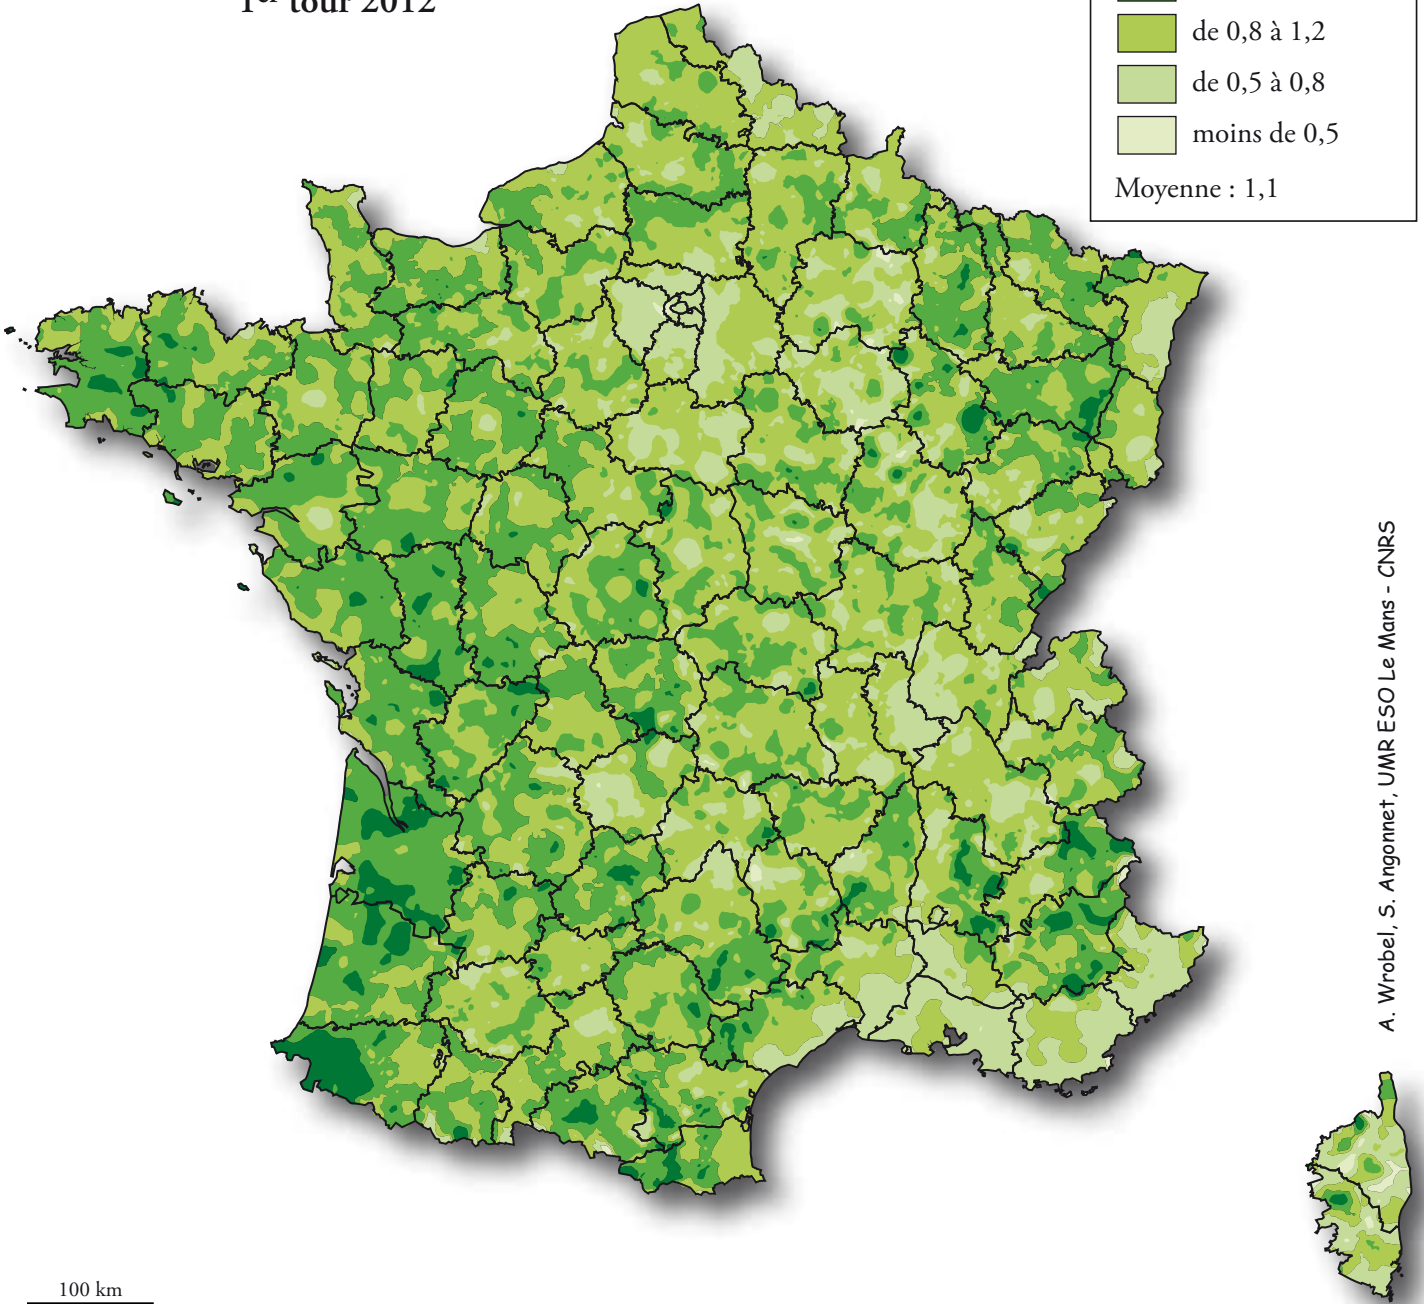 1er tour 2012
de 0,8 à 1,2
de 0,5 à 0,8
moins de 0,5
Moyenne : 1,1
A. Wrobel, S. Angonnet, UMR ESO Le Mans - CNRS
100 km